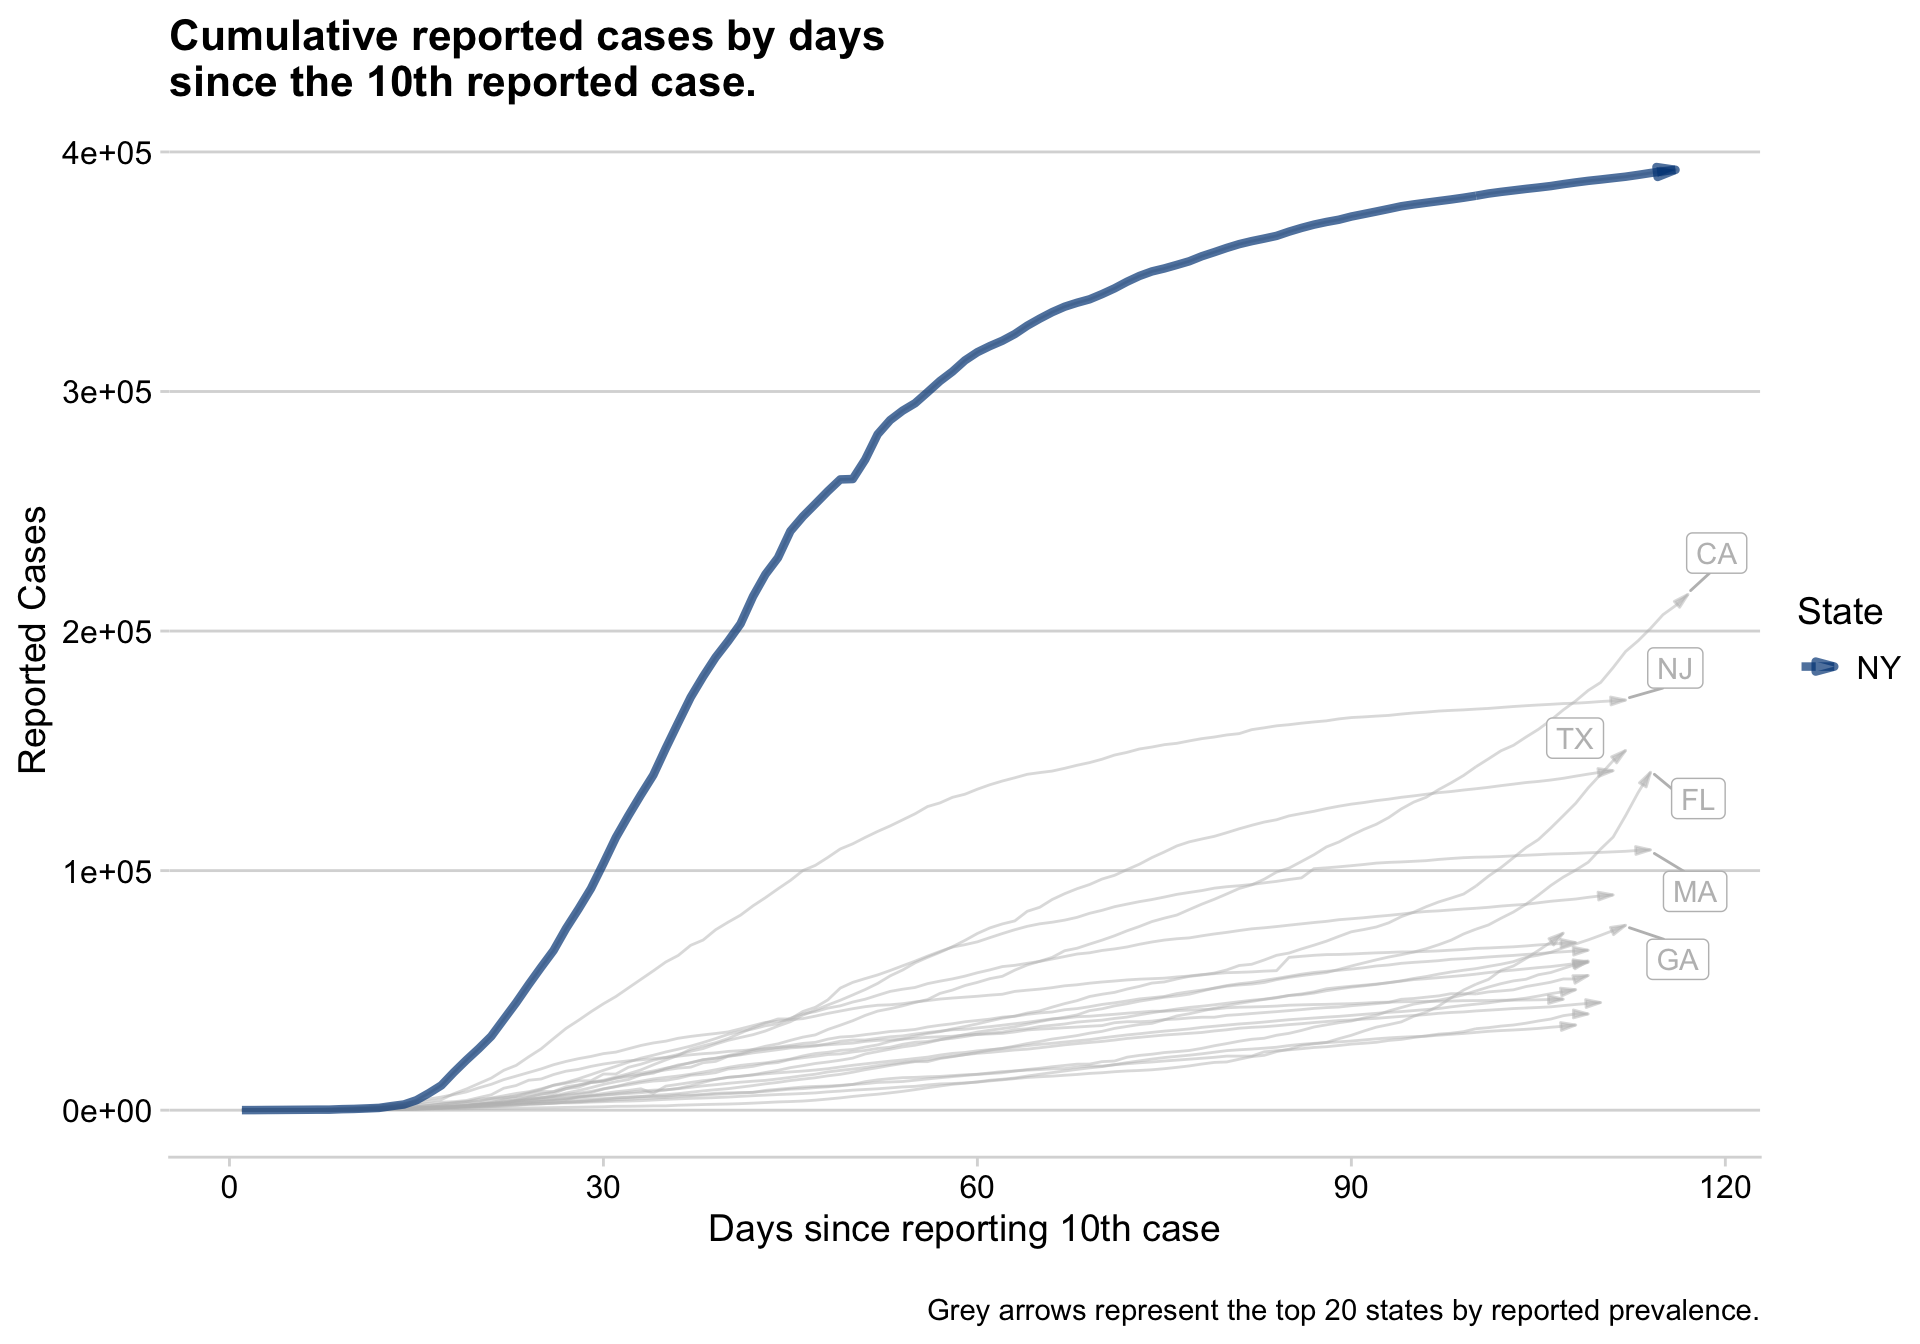 Cumulative reported cases by days
since the 10th reported case.
4e+05
3e+05
2e+05
1e+05
0e+00
Reported Cases
CA
NJ
TX
FL
MA
GA
State
NY
0
30
60
90
120
Days since reporting 10th case
Grey arrows represent the top 20 states by reported prevalence.